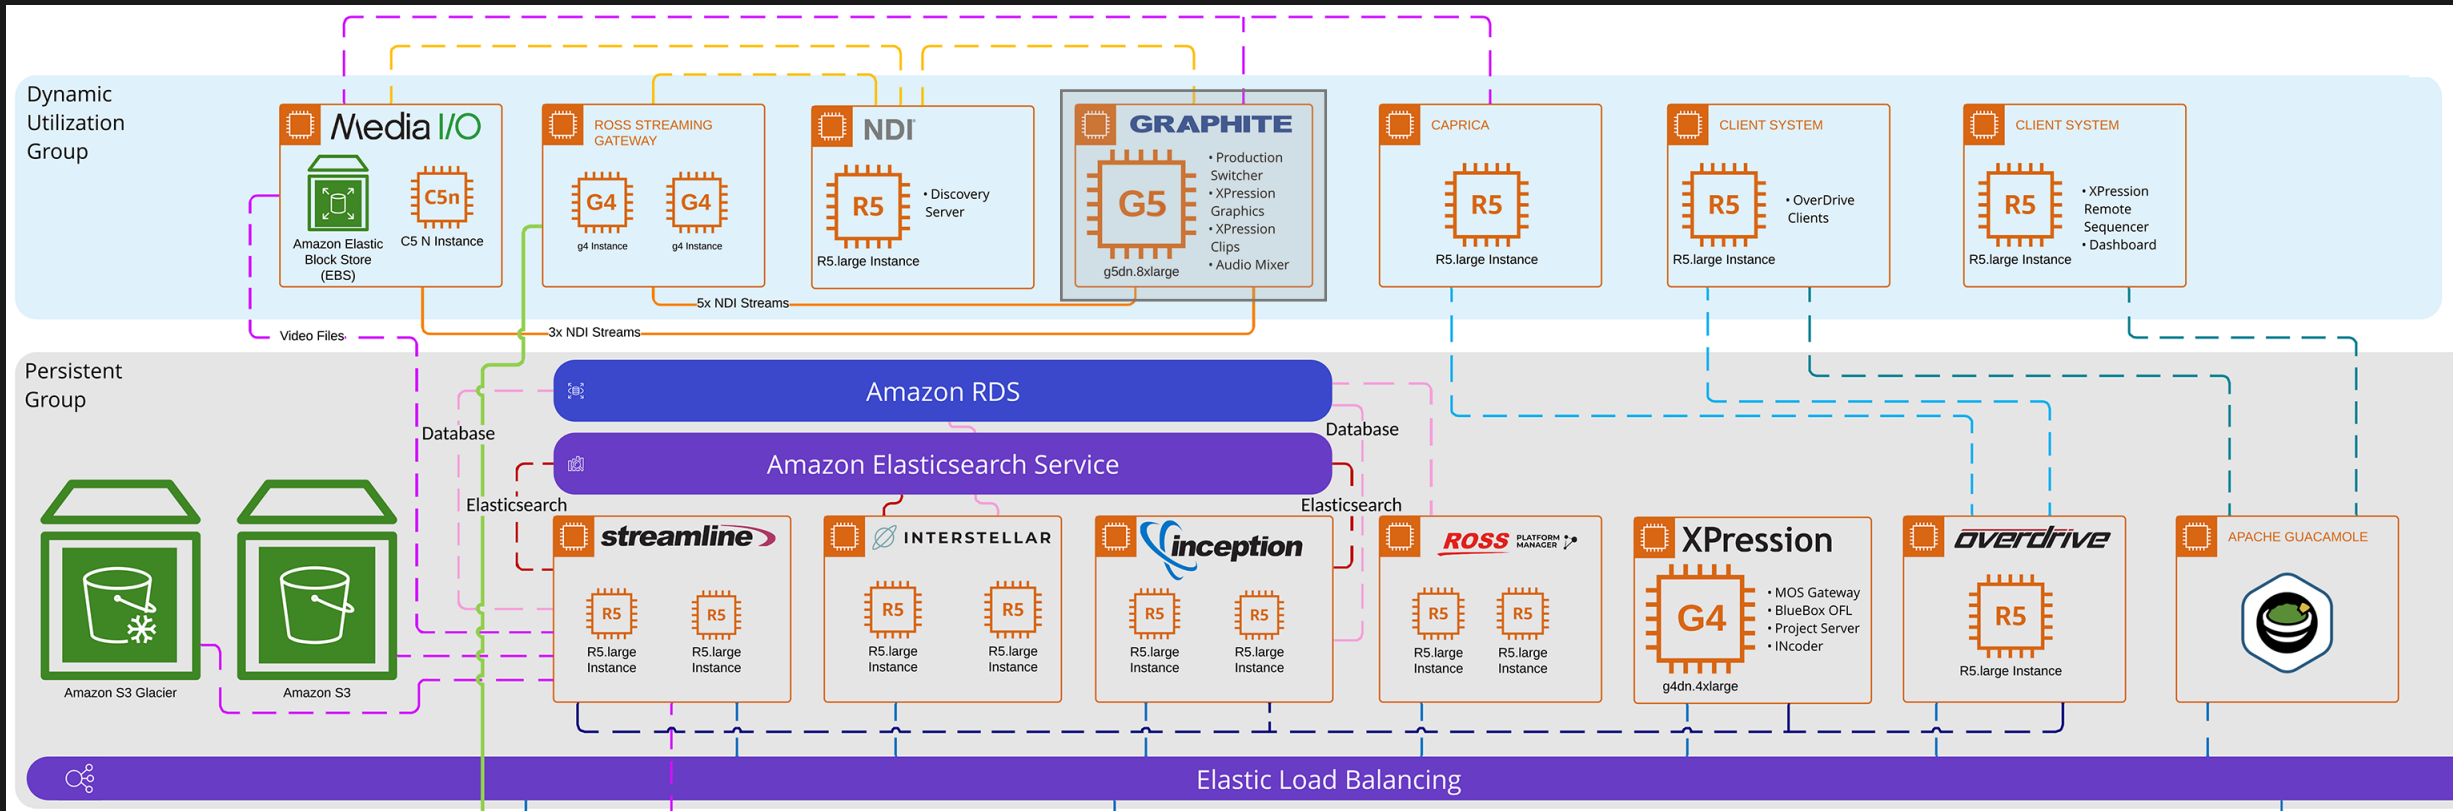 Dynamic
Utilization
Group
Media I/O
Amazon Elastic
Block Store
(EBS)
C5n
C5 N Instance
ROSS STREAMING
GATEWAY
G4
G4
g4 Instance
g4 Instance
NDI
R5
• Discovery
Server
R5.large Instance
GRAPHITE
G5
g5dn.8xlarge
• Production
Switcher
• XPression
Graphics
• XPression
Clips
• Audio Mixer
CAPRICA
R5
R5.large Instance
CLIENT SYSTEM
R5
• OverDrive
Clients
R5.large Instance
CLIENT SYSTEM
R5
• XPression
Remote
Sequencer
• Dashboard
R5.large Instance
5x NDI Streams
3x NDI Streams
Video Files
Persistent
Group
Amazon RDS
Database
Database
Amazon Elasticsearch Service
Elasticsearch
Elasticsearch
Amazon S3 Glacier
Amazon S3
streamline
R5
R5
R5.large
Instance
R5.large
Instance
INTERSTELLAR
R5
R5
R5.large
Instance
R5.large
Instance
inception
R5
R5
R5.large
Instance
R5.large
Instance
ROSS PLATFORM
MANAGER
R5
R5
R5.large
Instance
R5.large
Instance
XPression
G4
g4dn.4xlarge
• MOS Gateway
• BlueBox OFL
• Project Server
• INcoder
overdrive
R5
R5.large Instance
APACHE GUACAMOLE
Elastic Load Balancing